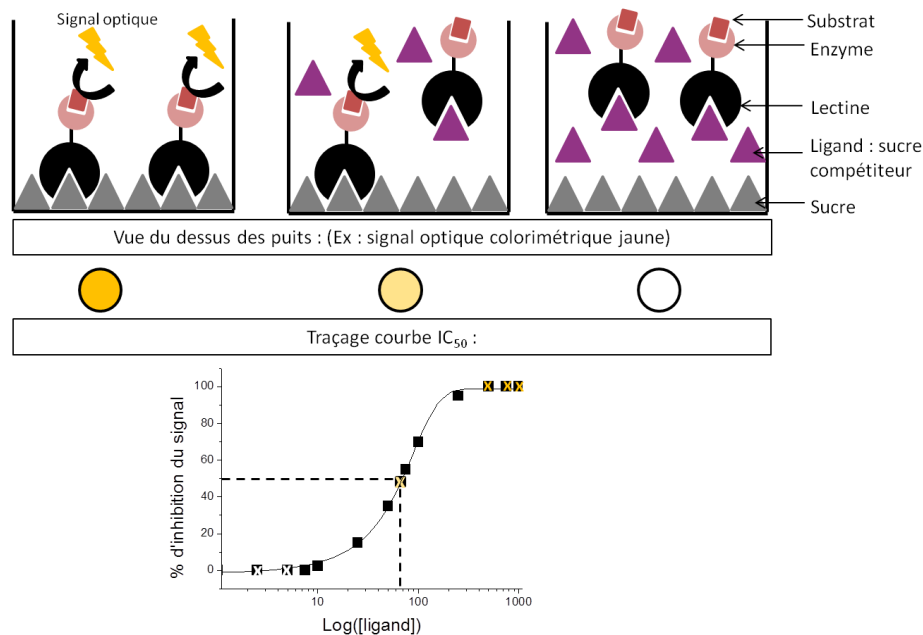 Signal optique
Substrat
Enzyme
Lectine
Ligand : sucre
compétiteur
Sucre
Vue du dessus des puits : (Ex : signal optique colorimétrique jaune)
Traçage courbe IC50 :
% d'inhibition du signal
100
80
60
40
20
0
10
100
1000
Log([ligand])